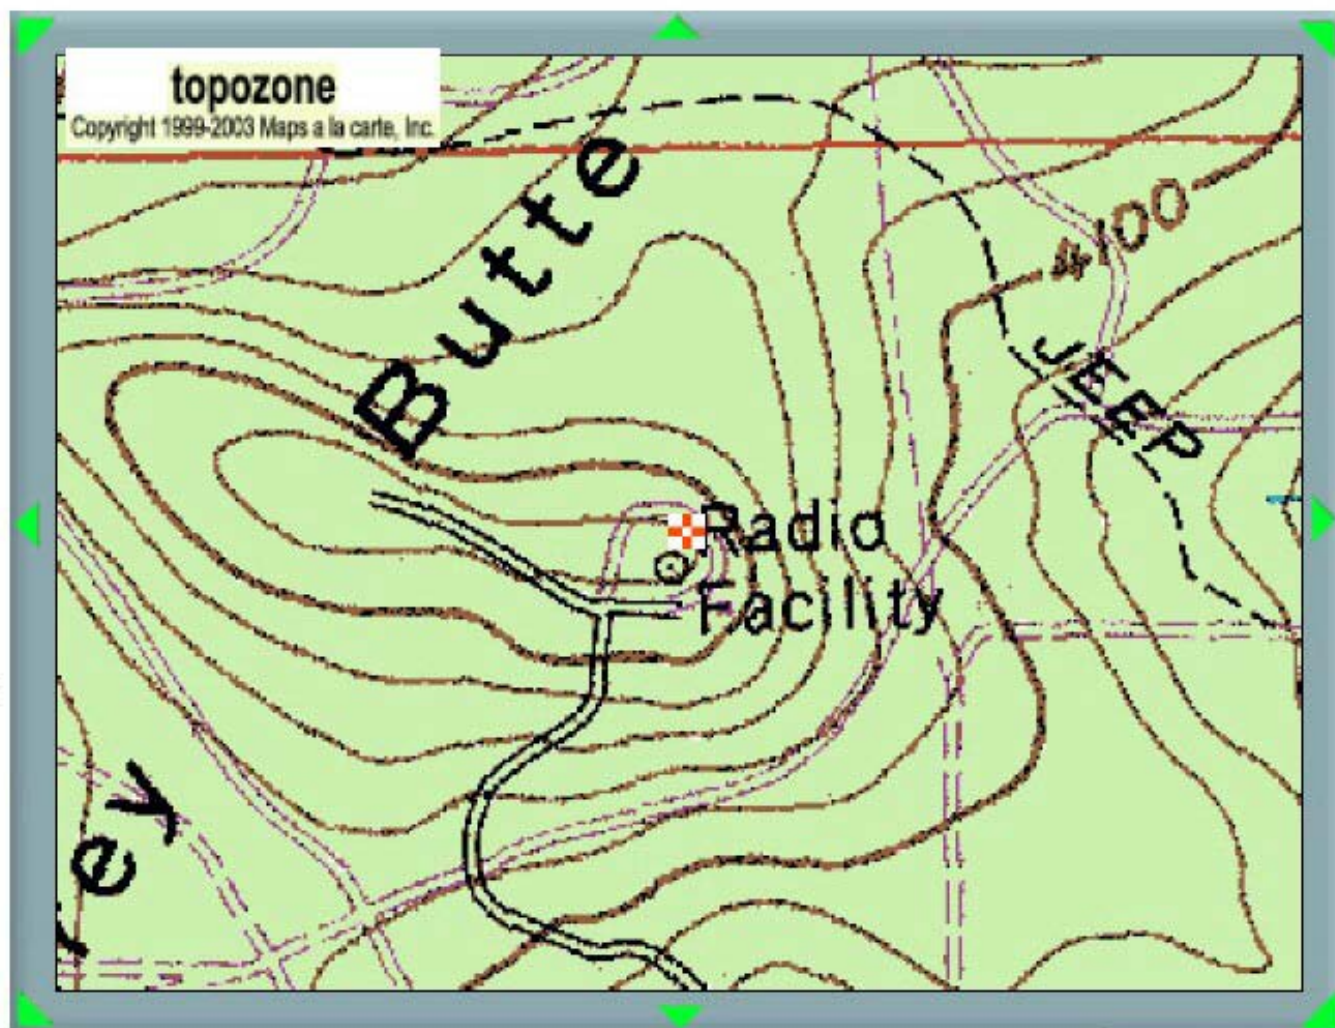 topozone
Copyright 1999-2003 Maps a la carte, Inc.
Butte
4100
JEEP
Radio
Facility
ey